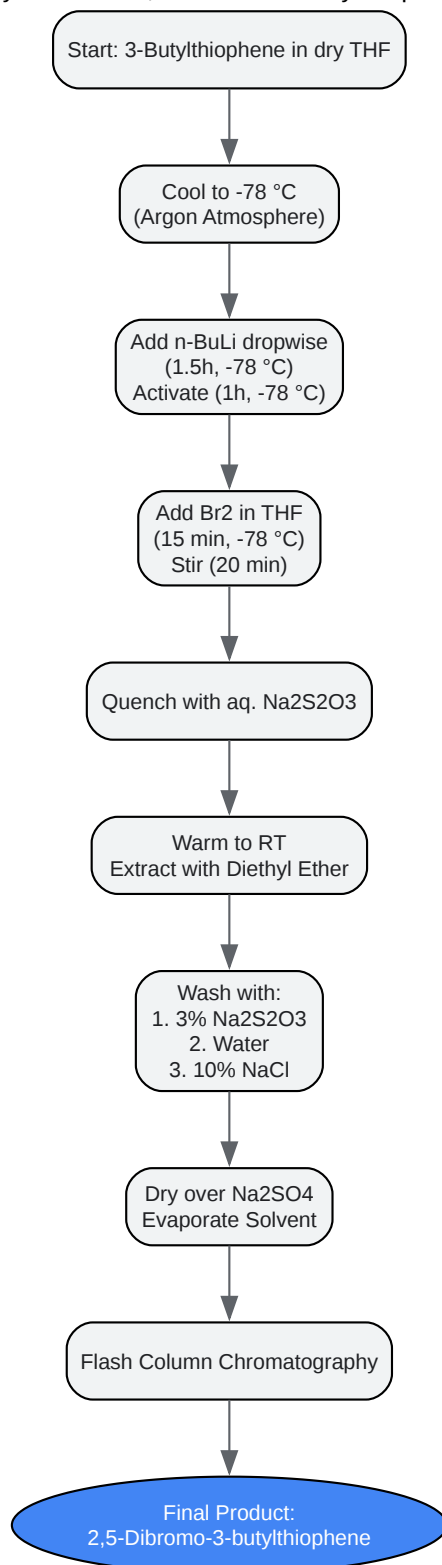 Start: 3-Butylthiophene in dry THF
Cool to -78 °C
(Argon Atmosphere)
Add n-BuLi dropwise
(1.5h, -78 °C)
Activate (1h, -78 °C)
Add Br2 in THF
(15 min, -78 °C)
Stir (20 min)
Quench with aq. Na2S2O3
Warm to RT
Extract with Diethyl Ether
Wash with:
1. 3% Na2S2O3
2. Water
3. 10% NaCl
Dry over Na2SO4
Evaporate Solvent
Flash Column Chromatography
Final Product:
2,5-Dibromo-3-butylthiophene